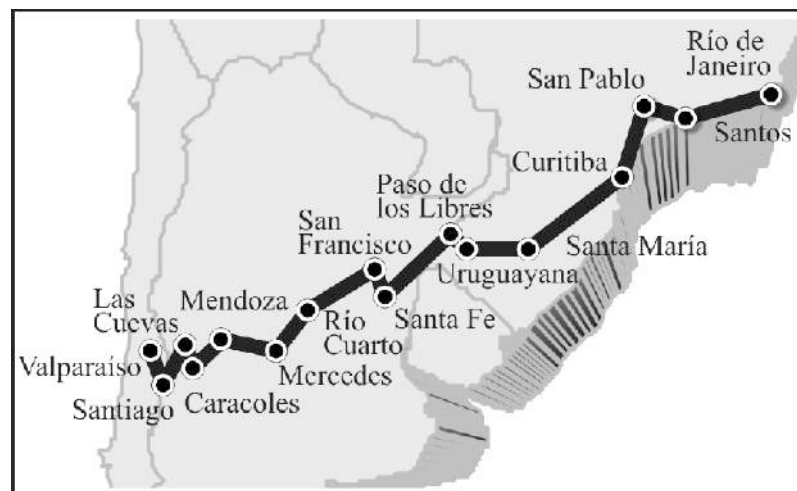 Río de
Janeiro
San Pablo
Santos
Curitiba
Paso de
los Libres
San
Francisco
Santa María
Uruguayana
Las
Cuevas
Mendoza
Río
Cuarto
Santa Fe
Valparaíso
Mercedes
Santiago
Caracoles